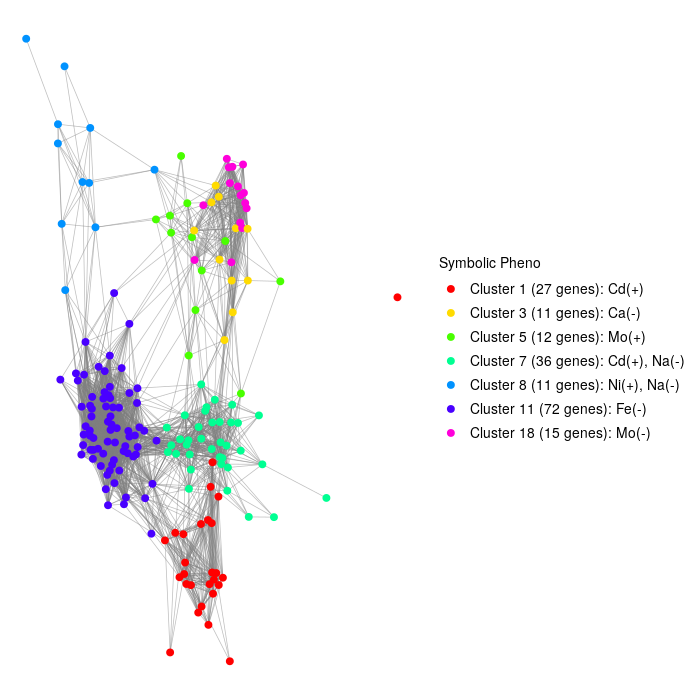 Symbolic Pheno
Cluster 1 (27 genes): Cd(+)
Cluster 3 (11 genes): Ca(-)
Cluster 5 (12 genes): Mo(+)
Cluster 7 (36 genes): Cd(+), Na(-)
Cluster 8 (11 genes): Ni(+), Na(-)
Cluster 11 (72 genes): Fe(-)
Cluster 18 (15 genes): Mo(-)